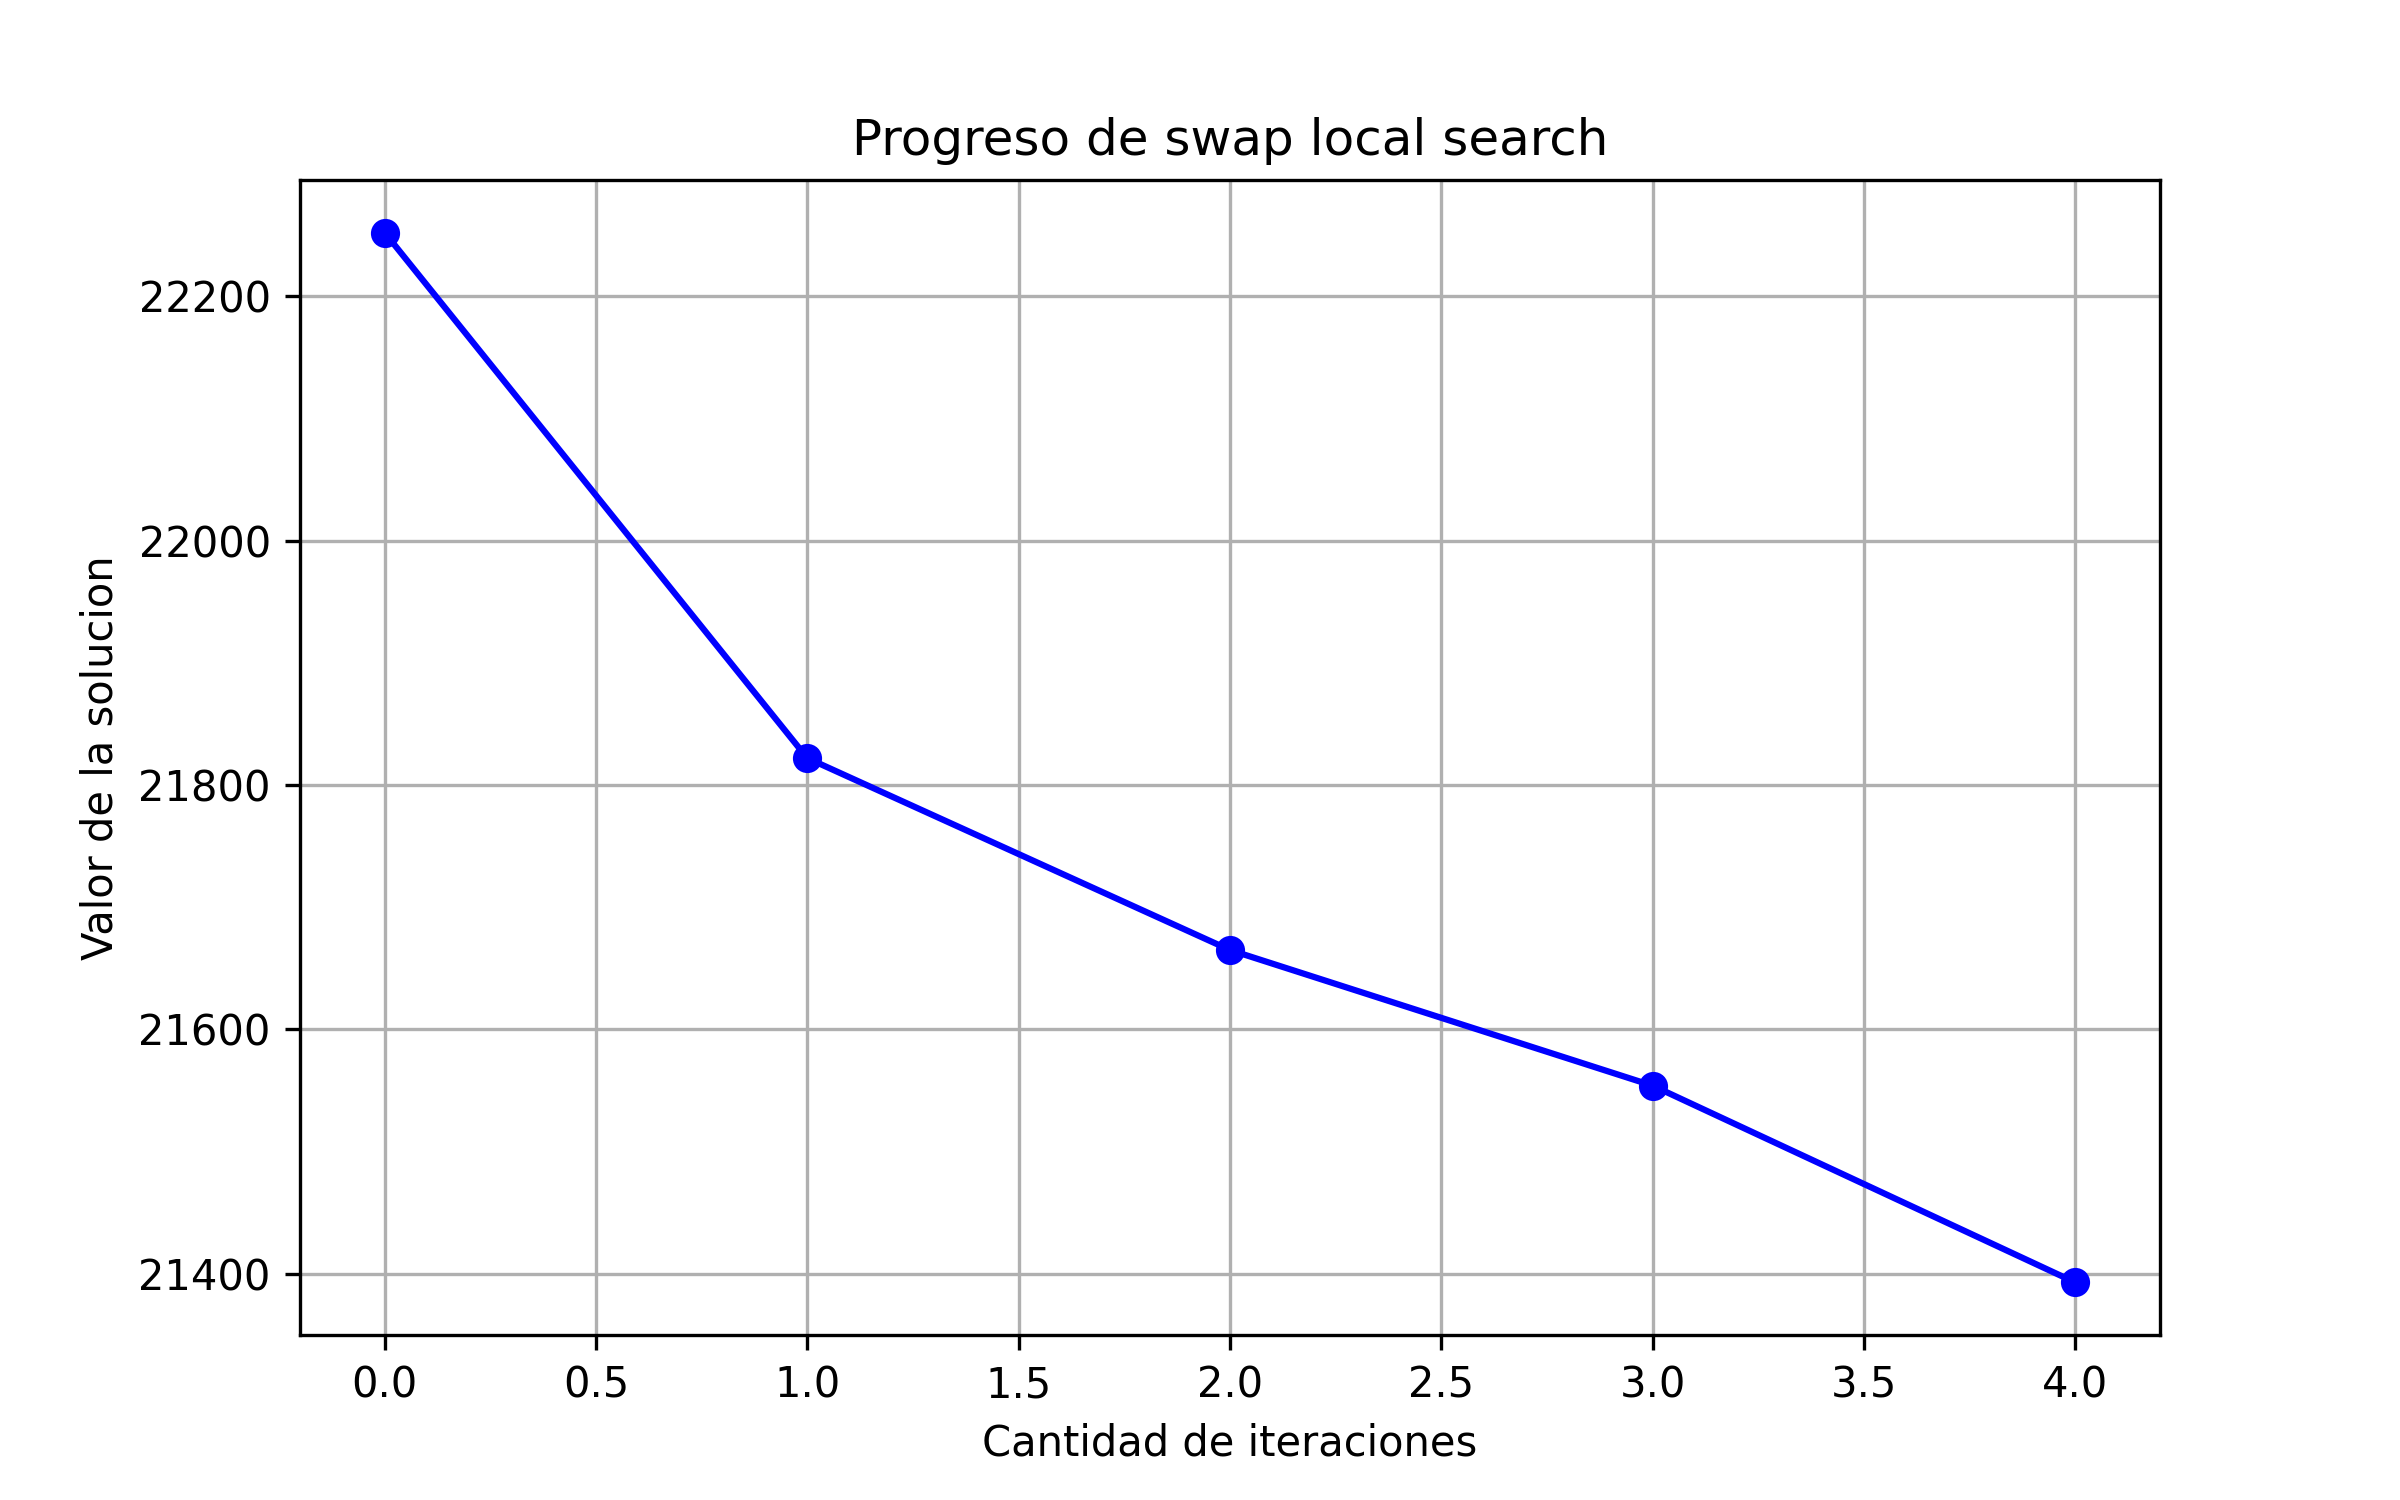 Progreso de swap local search
Valor de la solucion
22200
22000
21800
21600
21400
0.0 0.5 1.0 1.5 2.0 2.5 3.0 3.5 4.0
Cantidad de iteraciones